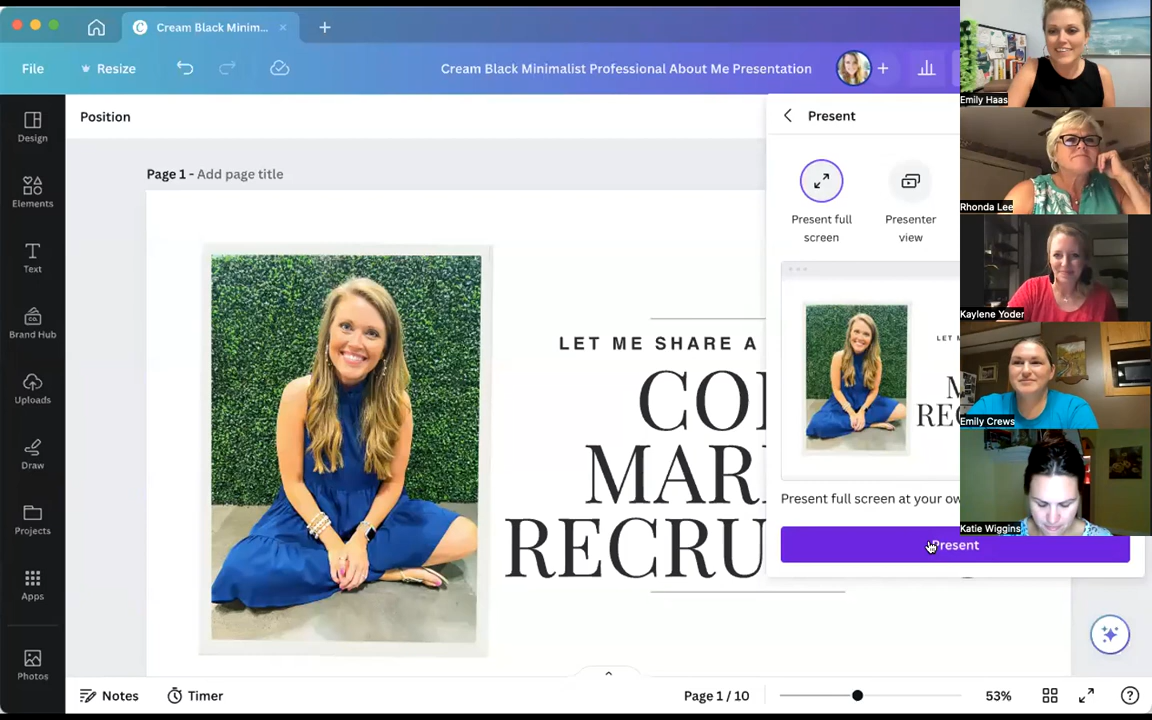 Cream Black Minim...
File
Resize
Cream Black Minimalist Professional About Me Presentation
Design
Elements
Text
Brand Hub
Uploads
Draw
Projects
Apps
Photos
Position
Page 1 - Add page title
LET ME SHARE A
MAR
RECRU
Present
Present full
screen
Presenter
view
LET M
REC
Present full screen at your ow
Present
Emily Haas
Rhonda Lee
Kaylene Yoder
Emily Crews
Katie Wiggins
Notes
Timer
Page 1 / 10
53%